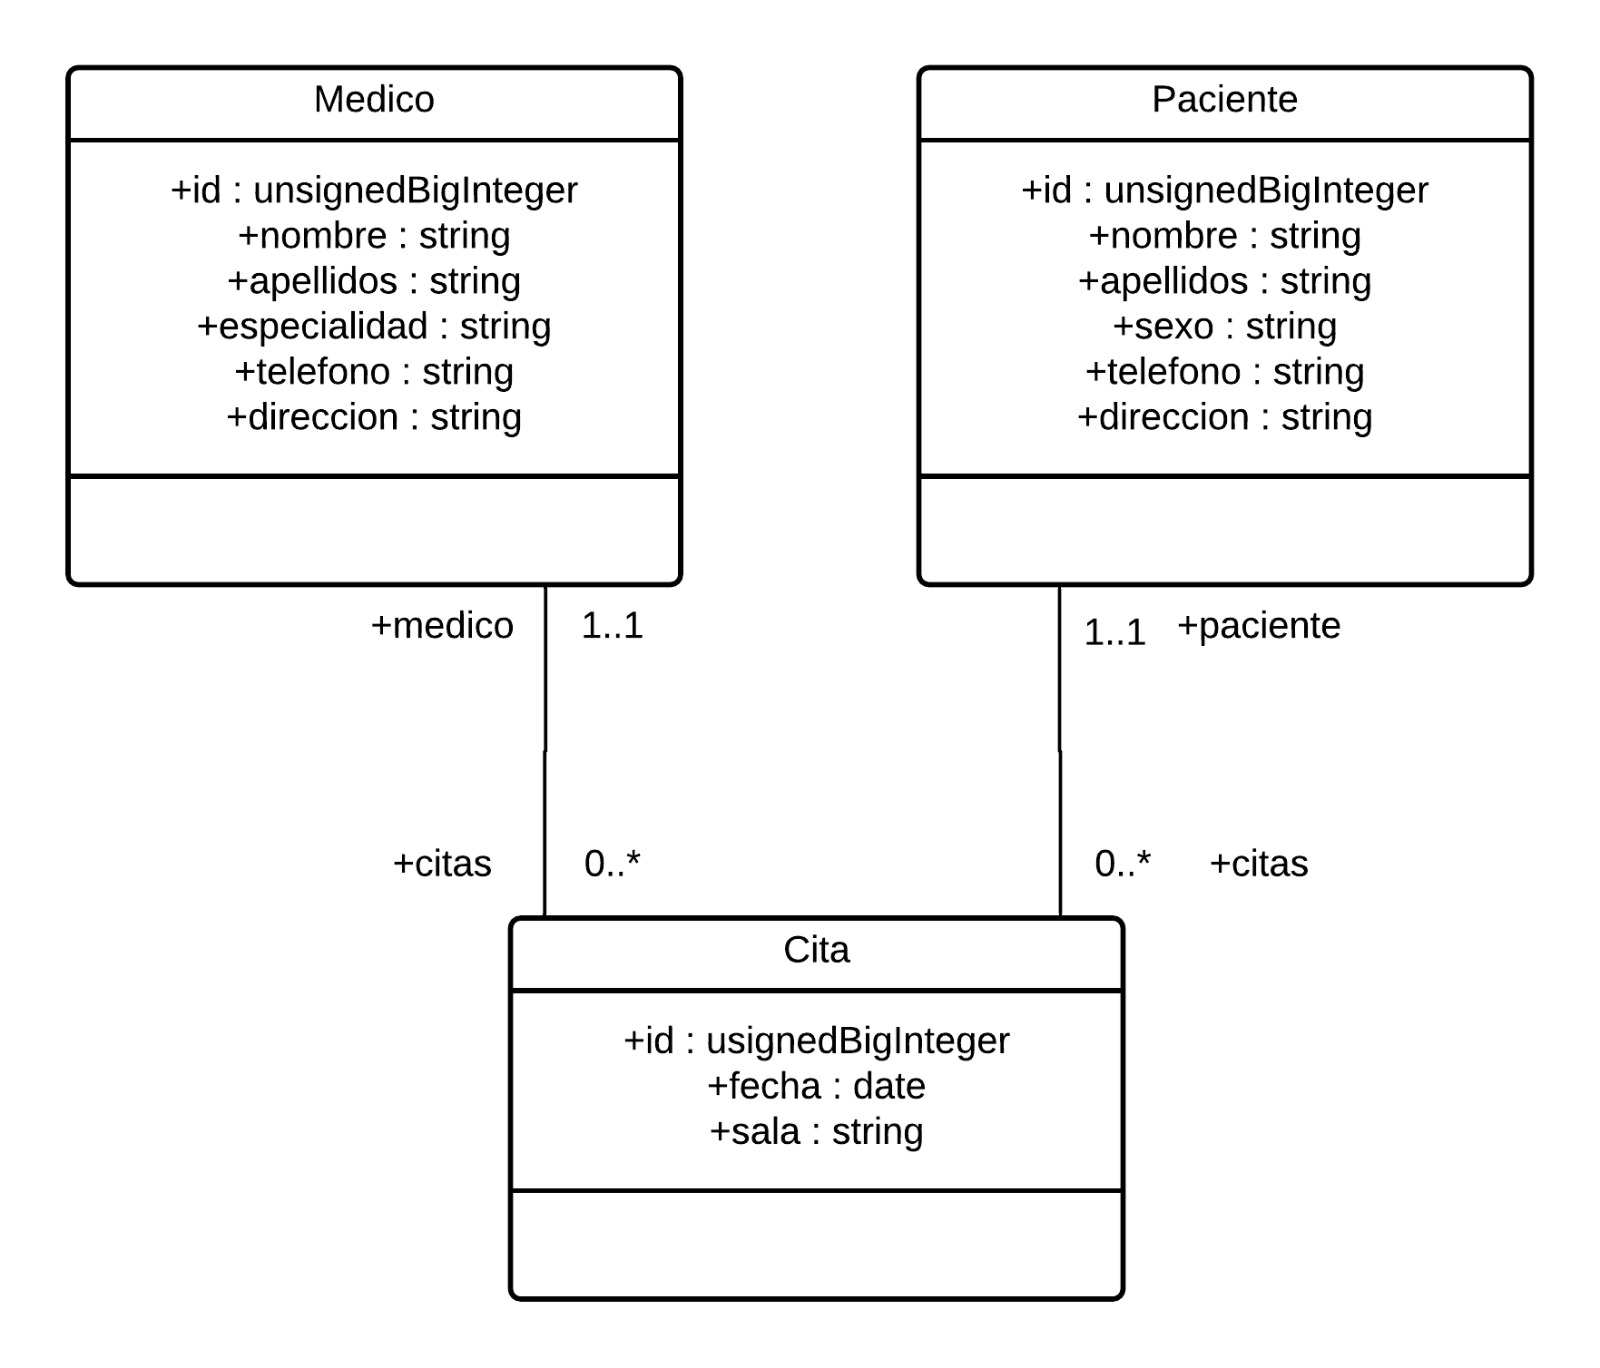 Medico
+id : unsignedBigInteger
+nombre : string
+apellidos : string
+especialidad : string
+telefono : string
+direccion : string
Paciente
+id : unsignedBigInteger
+nombre : string
+apellidos : string
+sexo : string
+telefono : string
+direccion : string
+medico 1..1
1..1 +paciente
+citas 0..*
0..* +citas
Cita
+id : usignedBigInteger
+fecha : date
+sala : string